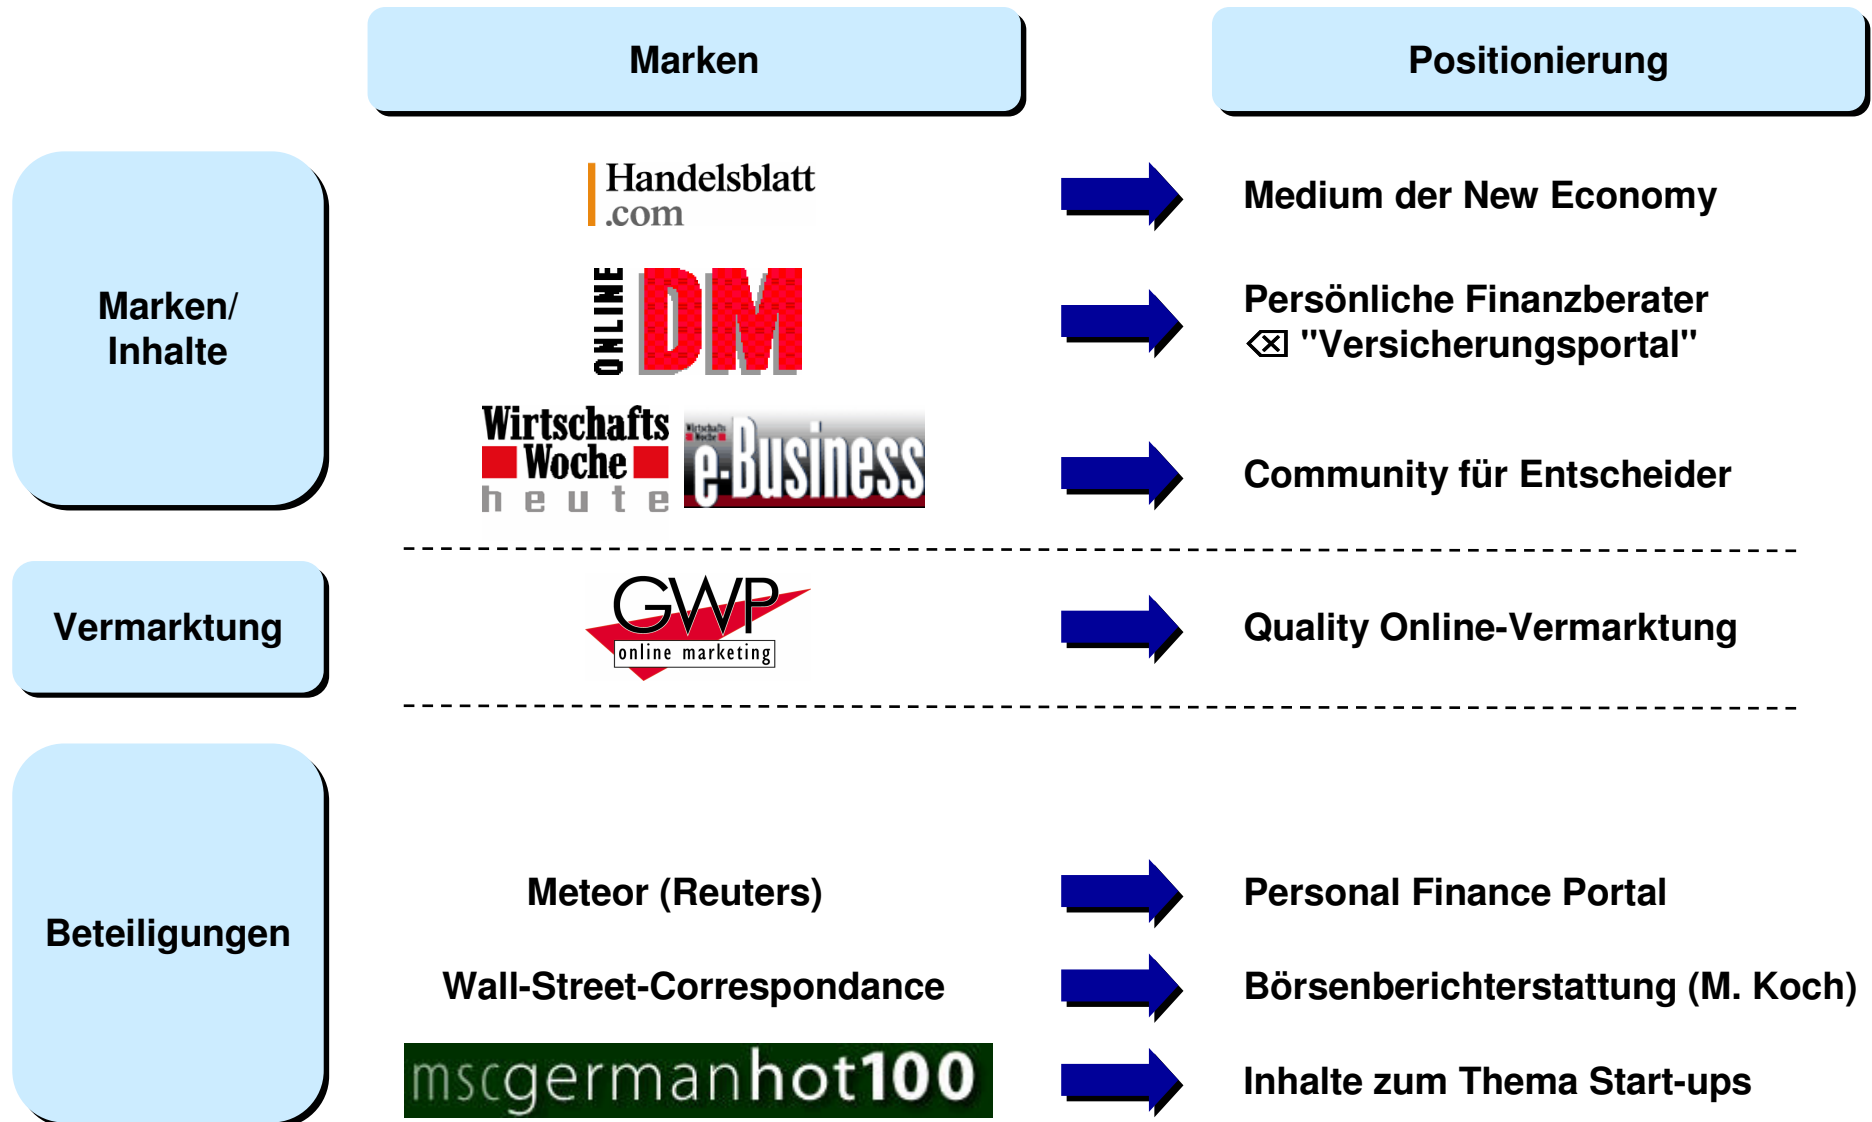 Marken
Positionierung
Marken/
Inhalte
Handelsblatt
.com
Medium der New Economy
ONLINE
DM
Persönliche Finanzberater
⌫ "Versicherungsportal"
Wirtschafts
Woche
heute
Wirtschafts
Woche
e-Business
Community für Entscheider
Vermarktung
GWP
online marketing
Quality Online-Vermarktung
Beteiligungen
Meteor (Reuters)
Personal Finance Portal
Wall-Street-Correspondance
Börsenberichterstattung (M. Koch)
mscgermanhot100
Inhalte zum Thema Start-ups